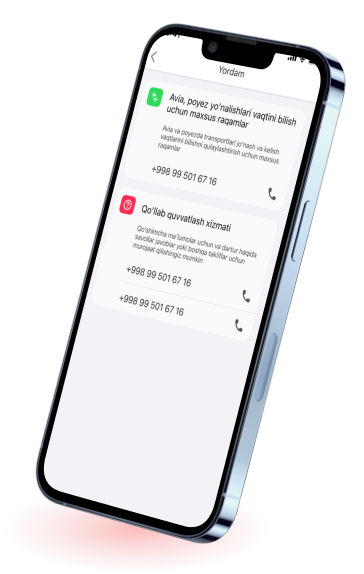 Yordam
Avia, poyez yo'nalishlari vaqtini bilish
uchun maxsus raqamlar
Avia va poyezda transportlari jo'nash va kelish
vaqtlarini bilishni qulaylashtirish uchun maxsus
raqamlar
+998 99 501 67 16
Qo'llab quvvatlash xizmati
Qo'shimcha ma'lumotlar uchun va dartur haqida
savollar javoblar yoki boshqa takliflar uchun
murojaat qilishingiz mumkin
+998 99 501 67 16
+998 99 501 67 16